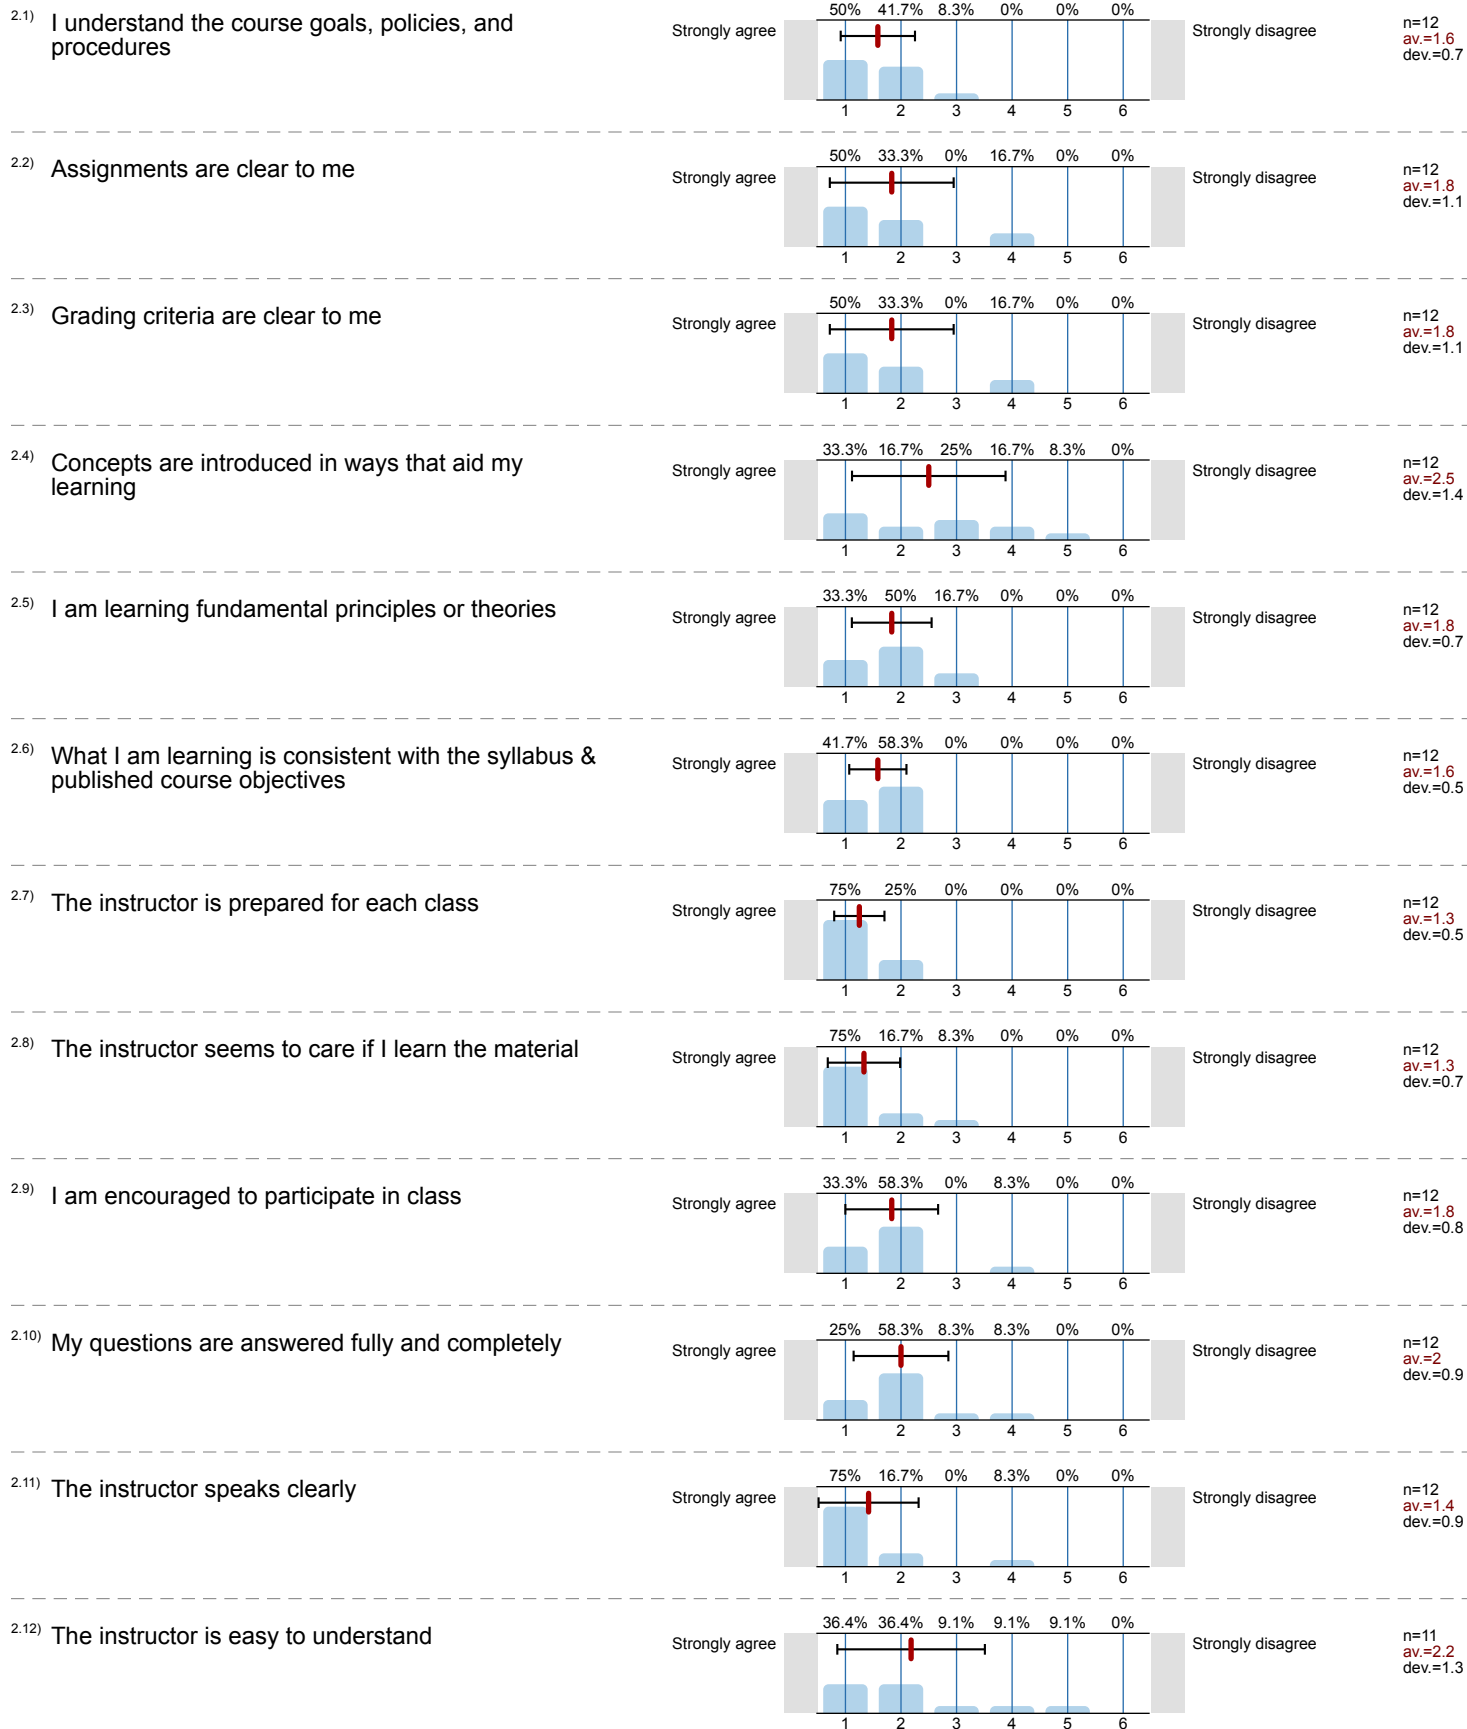 2.1) I understand the course goals, policies, and
procedures
50% 41.7% 8.3% 0% 0% 0%
Strongly agree
Strongly disagree
n=12
av.=1.6
dev.=0.7
1 2 3 4 5 6
2.2) Assignments are clear to me
50% 33.3% 0% 16.7% 0% 0%
Strongly agree
Strongly disagree
n=12
av.=1.8
dev.=1.1
1 2 3 4 5 6
2.3) Grading criteria are clear to me
50% 33.3% 0% 16.7% 0% 0%
Strongly agree
Strongly disagree
n=12
av.=1.8
dev.=1.1
1 2 3 4 5 6
2.4) Concepts are introduced in ways that aid my
learning
33.3% 16.7% 25% 16.7% 8.3% 0%
Strongly agree
Strongly disagree
n=12
av.=2.5
dev.=1.4
1 2 3 4 5 6
2.5) I am learning fundamental principles or theories
33.3% 50% 16.7% 0% 0% 0%
Strongly agree
Strongly disagree
n=12
av.=1.8
dev.=0.7
1 2 3 4 5 6
2.6) What I am learning is consistent with the syllabus &
published course objectives
41.7% 58.3% 0% 0% 0% 0%
Strongly agree
Strongly disagree
n=12
av.=1.6
dev.=0.5
1 2 3 4 5 6
2.7) The instructor is prepared for each class
75% 25% 0% 0% 0% 0%
Strongly agree
Strongly disagree
n=12
av.=1.3
dev.=0.5
1 2 3 4 5 6
2.8) The instructor seems to care if I learn the material
75% 16.7% 8.3% 0% 0% 0%
Strongly agree
Strongly disagree
n=12
av.=1.3
dev.=0.7
1 2 3 4 5 6
2.9) I am encouraged to participate in class
33.3% 58.3% 0% 8.3% 0% 0%
Strongly agree
Strongly disagree
n=12
av.=1.8
dev.=0.8
1 2 3 4 5 6
2.10) My questions are answered fully and completely
25% 58.3% 8.3% 8.3% 0% 0%
Strongly agree
Strongly disagree
n=12
av.=2
dev.=0.9
1 2 3 4 5 6
2.11) The instructor speaks clearly
75% 16.7% 0% 8.3% 0% 0%
Strongly agree
Strongly disagree
n=12
av.=1.4
dev.=0.9
1 2 3 4 5 6
2.12) The instructor is easy to understand
36.4% 36.4% 9.1% 9.1% 9.1% 0%
Strongly agree
Strongly disagree
n=11
av.=2.2
dev.=1.3
1 2 3 4 5 6